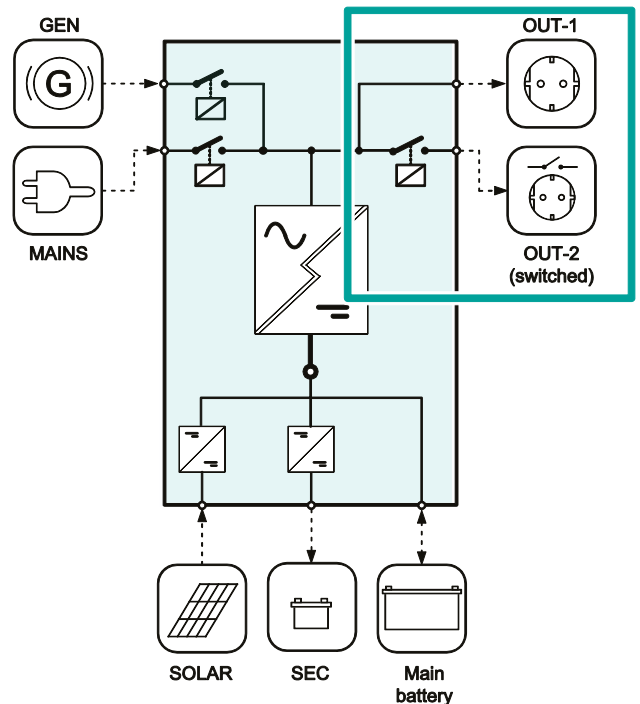 GEN
OUT-1
G
MAINS
OUT-2
(switched)
SOLAR
SEC
Main
battery